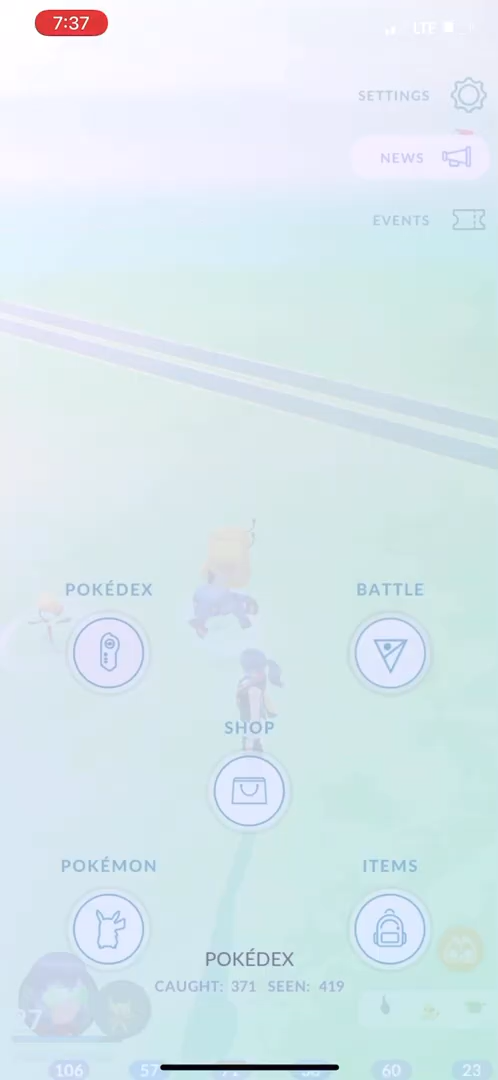 7:37
LTE
SETTINGS
NEWS
EVENTS
POKÉDEX
BATTLE
SHOP
POKÉMON
ITEMS
POKÉDEX
CAUGHT: 371 SEEN: 419
106 57 60 23